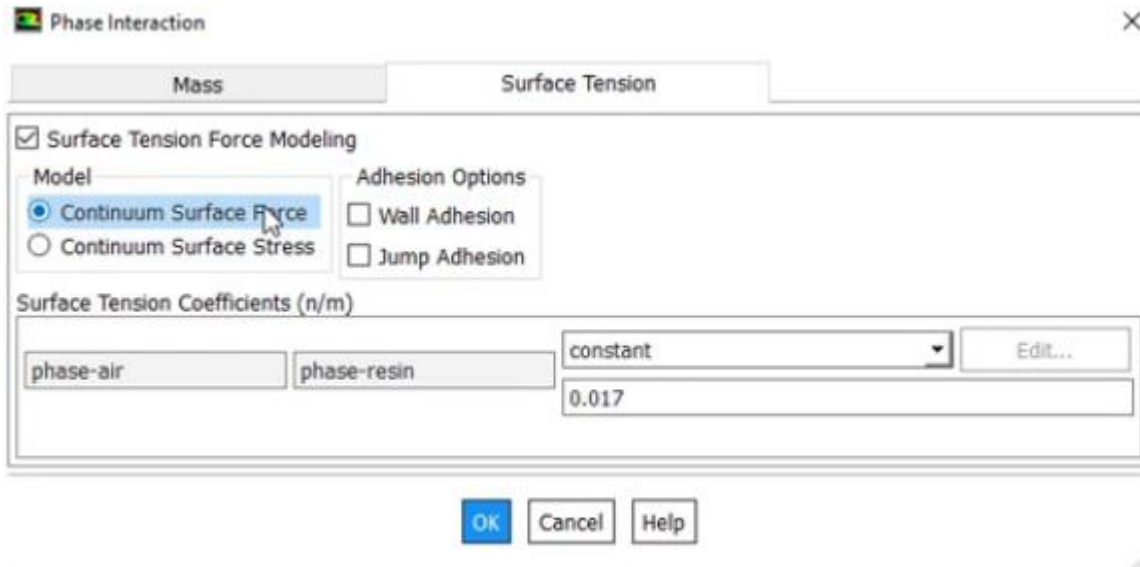 Phase Interaction
Mass
Surface Tension
Surface Tension Force Modeling
Model
Adhesion Options
Continuum Surface Force
Wall Adhesion
Continuum Surface Stress
Jump Adhesion
Surface Tension Coefficients (n/m)
phase-air
phase-resin
constant
Edit...
0.017
OK
Cancel
Help